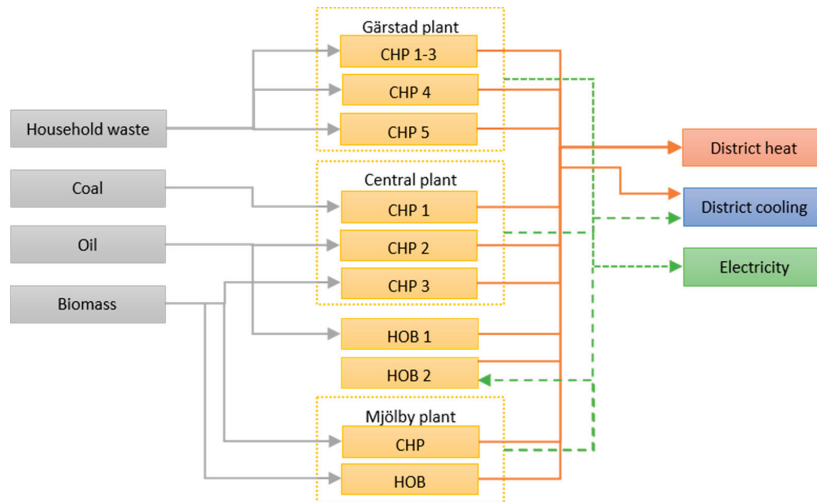 Gärstad plant
CHP 1-3
CHP 4
CHP 5
Household waste
Coal
Oil
Biomass
Central plant
CHP 1
CHP 2
CHP 3
HOB 1
HOB 2
Mjölby plant
CHP
HOB
District heat
District cooling
Electricity